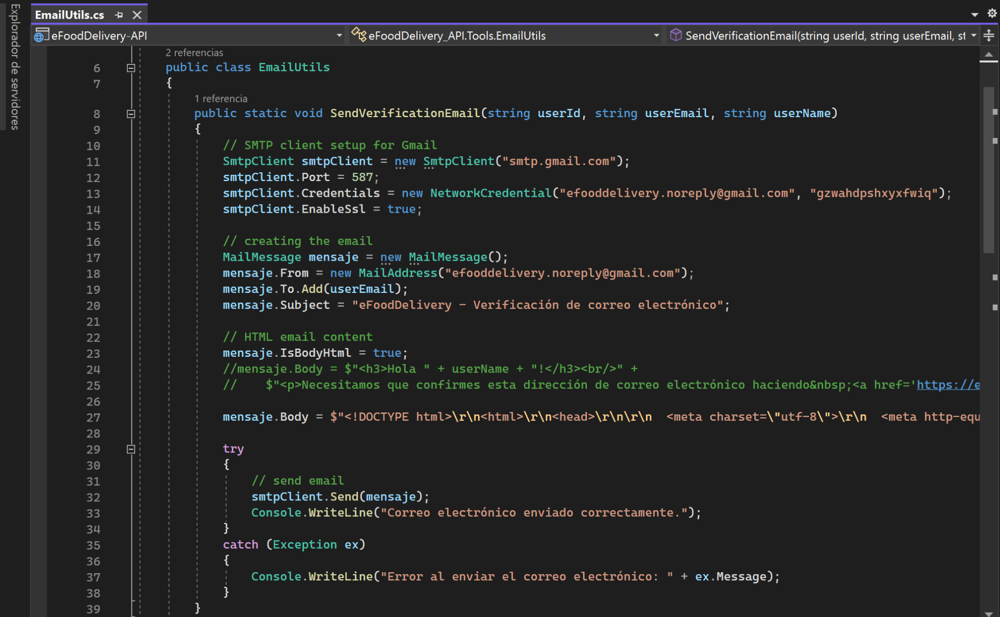 Explorador de servidores
EmailUtils.cs
eFoodDelivery-API
eFoodDelivery_API.Tools.EmailUtils
SendVerificationEmail(string userId, string userEmail, st
2 referencias
6 public class EmailUtils
7 {
1 referencia
8 public static void SendVerificationEmail(string userId, string userEmail, string userName)
9 {
10 // SMTP client setup for Gmail
11 SmtpClient smtpClient = new SmtpClient("smtp.gmail.com");
12 smtpClient.Port = 587;
13 smtpClient.Credentials = new NetworkCredential("efooddelivery.noreply@gmail.com", "gzwahdpshxyxfwiq");
14 smtpClient.EnableSsl = true;
15
16 // creating the email
17 MailMessage mensaje = new MailMessage();
18 mensaje.From = new MailAddress("efooddelivery.noreply@gmail.com");
19 mensaje.To.Add(userEmail);
20 mensaje.Subject = "eFoodDelivery - Verificación de correo electrónico";
21
22 // HTML email content
23 mensaje.IsBodyHtml = true;
24 //mensaje.Body = $"<h3>Hola " + userName + "!</h3><br/>" +
25 //    $"<p>Necesitamos que confirmes esta dirección de correo electrónico haciendo&nbsp;<a href='https://e
26
27 mensaje.Body = $"<!DOCTYPE html>\r\n<html>\r\n<head>\r\n\r\n  <meta charset=\"utf-8\">\r\n  <meta http-equ
28
29 try
30 {
31 // send email
32 smtpClient.Send(mensaje);
33 Console.WriteLine("Correo electrónico enviado correctamente.");
34 }
35 catch (Exception ex)
36 {
37 Console.WriteLine("Error al enviar el correo electrónico: " + ex.Message);
38 }
39 }